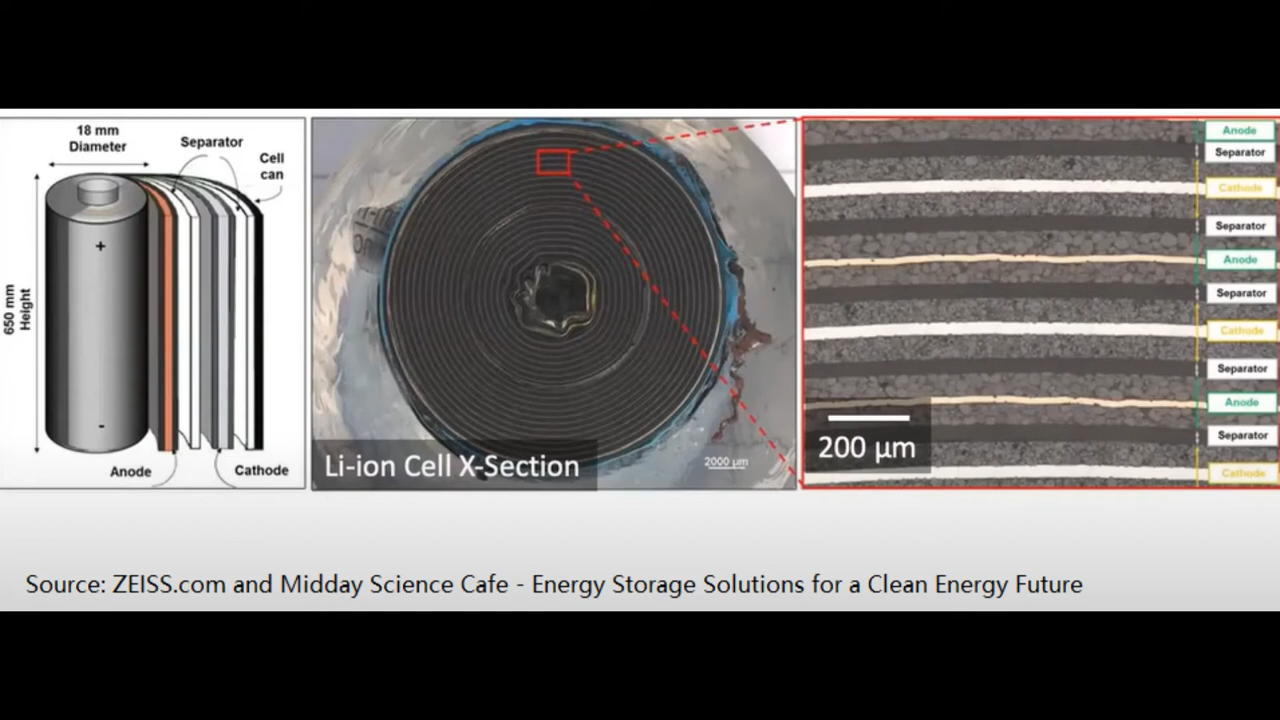 18 mm
Diameter
Separator
Cell
can
650 mm
Height
+
-
Anode
Cathode
Li-ion Cell X-Section
2000 µm
200 µm
Anode
Separator
Cathode
Separator
Anode
Separator
Cathode
Separator
Anode
Separator
Cathode
Source: ZEISS.com and Midday Science Cafe - Energy Storage Solutions for a Clean Energy Future